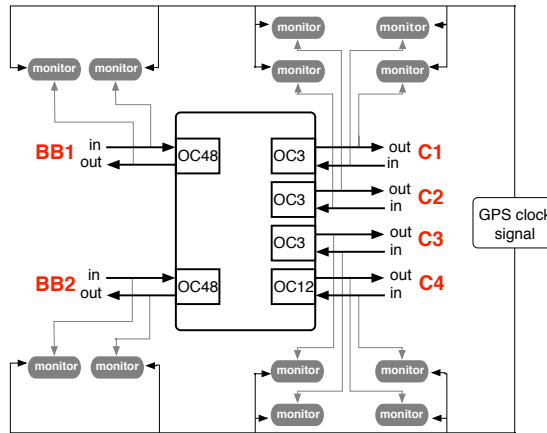 monitor
monitor
monitor
monitor
monitor
monitor
BB1
in
out
OC48
OC3
out
in
C1
OC3
out
in
C2
GPS clock
signal
OC3
out
in
C3
BB2
in
out
OC48
OC12
out
in
C4
monitor
monitor
monitor
monitor
monitor
monitor